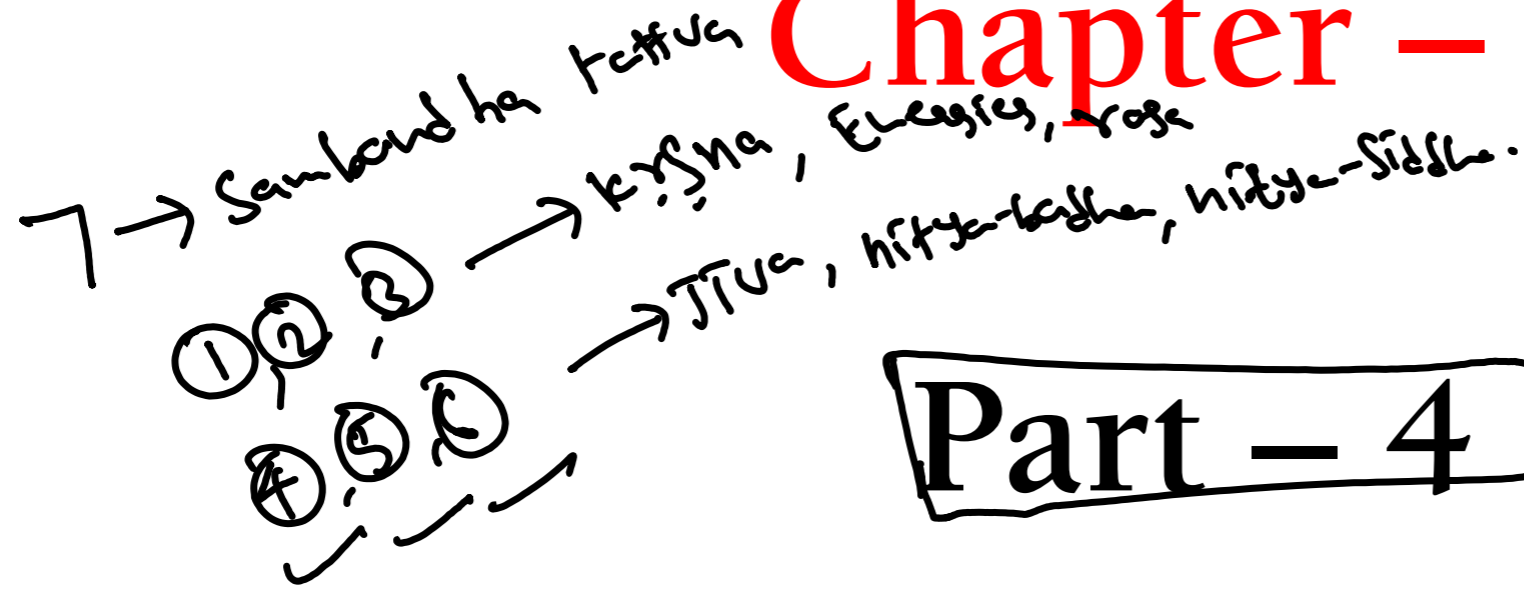 Chapter –
7 → Sambandha tattva
① ② , ③ → Kṛṣṇa , Energies, rasa
④ , ⑤ , ⑥ → Jīva , nitya-badha , nitya-siddha.
Part – 4